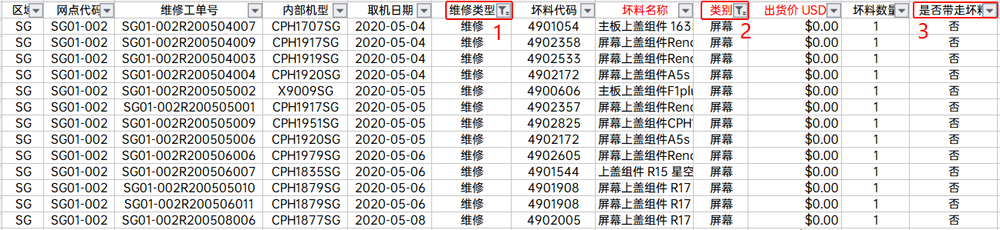 区域 网点代码 维修工单号 内部机型 取机日期 维修类型 坏料代码 坏料名称 类别 出货价 USD 坏料数量 是否带走坏料
SG SG01-002 SG01-002R200504007 CPH1707SG 2020-05-04 维修 4901054 主板上盖组件 1635 屏幕 $0.00 1 否
1 2 3
SG SG01-002 SG01-002R200504009 CPH1917SG 2020-05-04 维修 4902358 屏幕上盖组件Reno 屏幕 $0.00 1 否
SG SG01-002 SG01-002R200504003 CPH1919SG 2020-05-04 维修 4902533 屏幕上盖组件Reno 屏幕 $0.00 1 否
SG SG01-002 SG01-002R200504004 CPH1920SG 2020-05-04 维修 4902172 屏幕上盖组件A5s 屏幕 $0.00 1 否
SG SG01-002 SG01-002R200505002 X9009SG 2020-05-05 维修 4900606 主板上盖组件F1plu 屏幕 $0.00 1 否
SG SG01-002 SG01-002R200505001 CPH1917SG 2020-05-05 维修 4902357 屏幕上盖组件Reno 屏幕 $0.00 1 否
SG SG01-002 SG01-002R200505009 CPH1951SG 2020-05-05 维修 4902825 屏幕上盖组件CPH1 屏幕 $0.00 1 否
SG SG01-002 SG01-002R200505006 CPH1920SG 2020-05-05 维修 4902172 屏幕上盖组件A5s 屏幕 $0.00 1 否
SG SG01-002 SG01-002R200506006 CPH1979SG 2020-05-06 维修 4902605 屏幕上盖组件Reno 屏幕 $0.00 1 否
SG SG01-002 SG01-002R200506007 CPH1835SG 2020-05-06 维修 4901544 上盖组件 R15 星空 屏幕 $0.00 1 否
SG SG01-002 SG01-002R200505010 CPH1879SG 2020-05-06 维修 4901908 屏幕上盖组件 R17 屏幕 $0.00 1 否
SG SG01-002 SG01-002R200506011 CPH1879SG 2020-05-06 维修 4901908 屏幕上盖组件 R17 屏幕 $0.00 1 否
SG SG01-002 SG01-002R200508006 CPH1877SG 2020-05-08 维修 4902005 屏幕上盖组件 R17 屏幕 $0.00 1 否